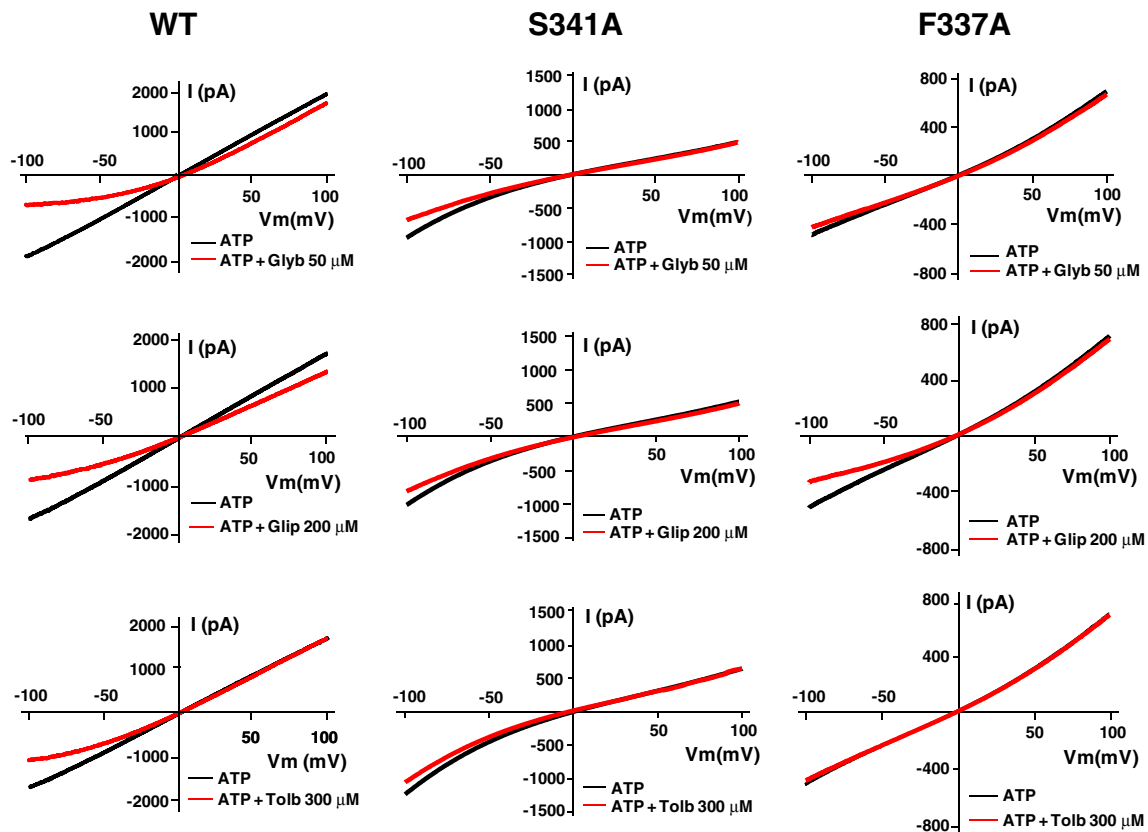 WT
S341A
F337A
I (pA)
2000
1000
-1000
-2000
-100
-50
50
100
Vm(mV)
ATP
ATP + Glyb 50 µM
I (pA)
1500
1000
500
-500
-1000
-1500
-100
-50
50
100
Vm(mV)
ATP
ATP + Glyb 50 µM
I (pA)
800
400
-400
-800
-100
-50
50
100
Vm(mV)
ATP
ATP + Glyb 50 µM
I (pA)
2000
1000
-1000
-2000
-100
-50
50
100
Vm(mV)
ATP
ATP + Glip 200 µM
I (pA)
1500
1000
500
-500
-1000
-1500
-100
-50
50
100
Vm(mV)
ATP
ATP + Glip 200 µM
I (pA)
800
400
-400
-800
-100
-50
50
100
Vm(mV)
ATP
ATP + Glip 200 µM
I (pA)
2000
1000
-1000
-2000
-100
-50
50
100
Vm (mV)
ATP
ATP + Tolb 300 µM
I (pA)
1500
1000
500
-500
-1000
-1500
-100
-50
50
100
Vm(mV)
ATP
ATP + Tolb 300 µM
I (pA)
800
400
-400
-800
-100
-50
50
100
Vm(mV)
ATP
ATP + Tolb 300 µM